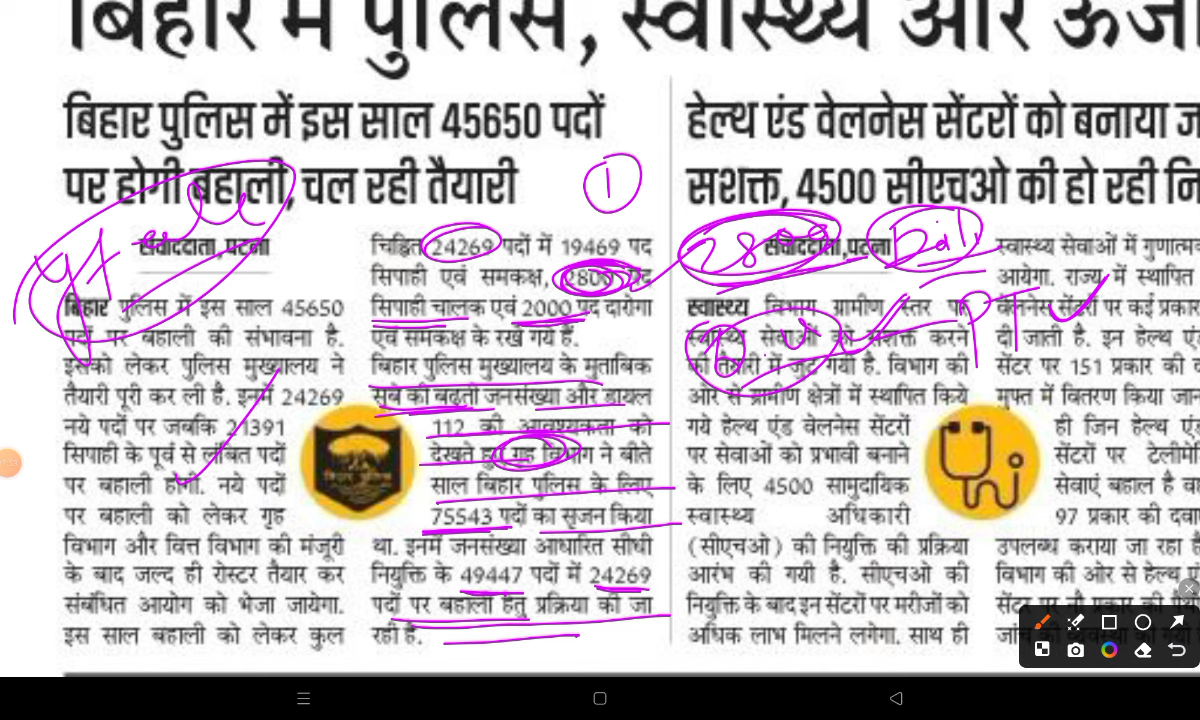 बिहार में पुलिस, स्वास्थ्य और ऊर्जा
बिहार पुलिस में इस साल 45650 पदों
पर होगी बहाली, चल रही तैयारी
संवाददाता, पटना
बिहार पुलिस में इस साल 45650
पदों पर बहाली की संभावना है.
इसको लेकर पुलिस मुख्यालय ने
तैयारी पूरी कर ली है. इनमें 24269
नये पदों पर जबकि 21391
सिपाही के पूर्व से लंबित पदों
पर बहाली होगी. नये पदों
पर बहाली को लेकर गृह
विभाग और वित्त विभाग की मंजूरी
के बाद जल्द ही रोस्टर तैयार कर
संबंधित आयोग को भेजा जायेगा.
इस साल बहाली को लेकर कुल
चिह्नित 24269 पदों में 19469 पद
सिपाही एवं समकक्ष, 2800 पद
सिपाही चालक एवं 2000 पद दारोगा
एवं समकक्ष के रखे गये हैं.
बिहार पुलिस मुख्यालय के मुताबिक
सूबे की बढ़ती जनसंख्या और डायल
112 की आवश्यकता को
देखते हुए गृह विभाग ने बीते
साल बिहार पुलिस के लिए
75543 पदों का सृजन किया
था. इनमें जनसंख्या आधारित सीधी
नियुक्ति के 49447 पदों में 24269
पदों पर बहाली हेतु प्रक्रिया की जा
रही है.
1
हेल्थ एंड वेलनेस सेंटरों को बनाया ज
सशक्त, 4500 सीएचओ की हो रही नि
संवाददाता, पटना
2800
स्वास्थ्य विभाग ग्रामीण स्तर पर
स्वास्थ्य सेवाओं को सशक्त करने
की तैयारी में जुट गया है. विभाग की
ओर से ग्रामीण क्षेत्रों में स्थापित किये
गये हेल्थ एंड वेलनेस सेंटरों
पर सेवाओं को प्रभावी बनाने
के लिए 4500 सामुदायिक
स्वास्थ्य अधिकारी
(सीएचओ) की नियुक्ति की प्रक्रिया
आरंभ की गयी है. सीएचओ की
नियुक्ति के बाद इन सेंटरों पर मरीजों को
अधिक लाभ मिलने लगेगा. साथ ही
स्वास्थ्य सेवाओं में गुणात्म
आयेगा. राज्य में स्थापित
वेलनेस सेंटरों पर कई प्रका
दी जाती है. इन हेल्थ एं
सेंटर पर 151 प्रकार की द
मुफ्त में वितरण किया जा
ही जिन हेल्थ एं
सेंटरों पर टेलीमे
सेवाएं बहाल है वा
97 प्रकार की दवा
उपलब्ध कराया जा रहा है
विभाग की ओर से हेल्थ एं
सेंटर पर नौ प्रकार की
जांच की व्यवस्था की गयी
PT